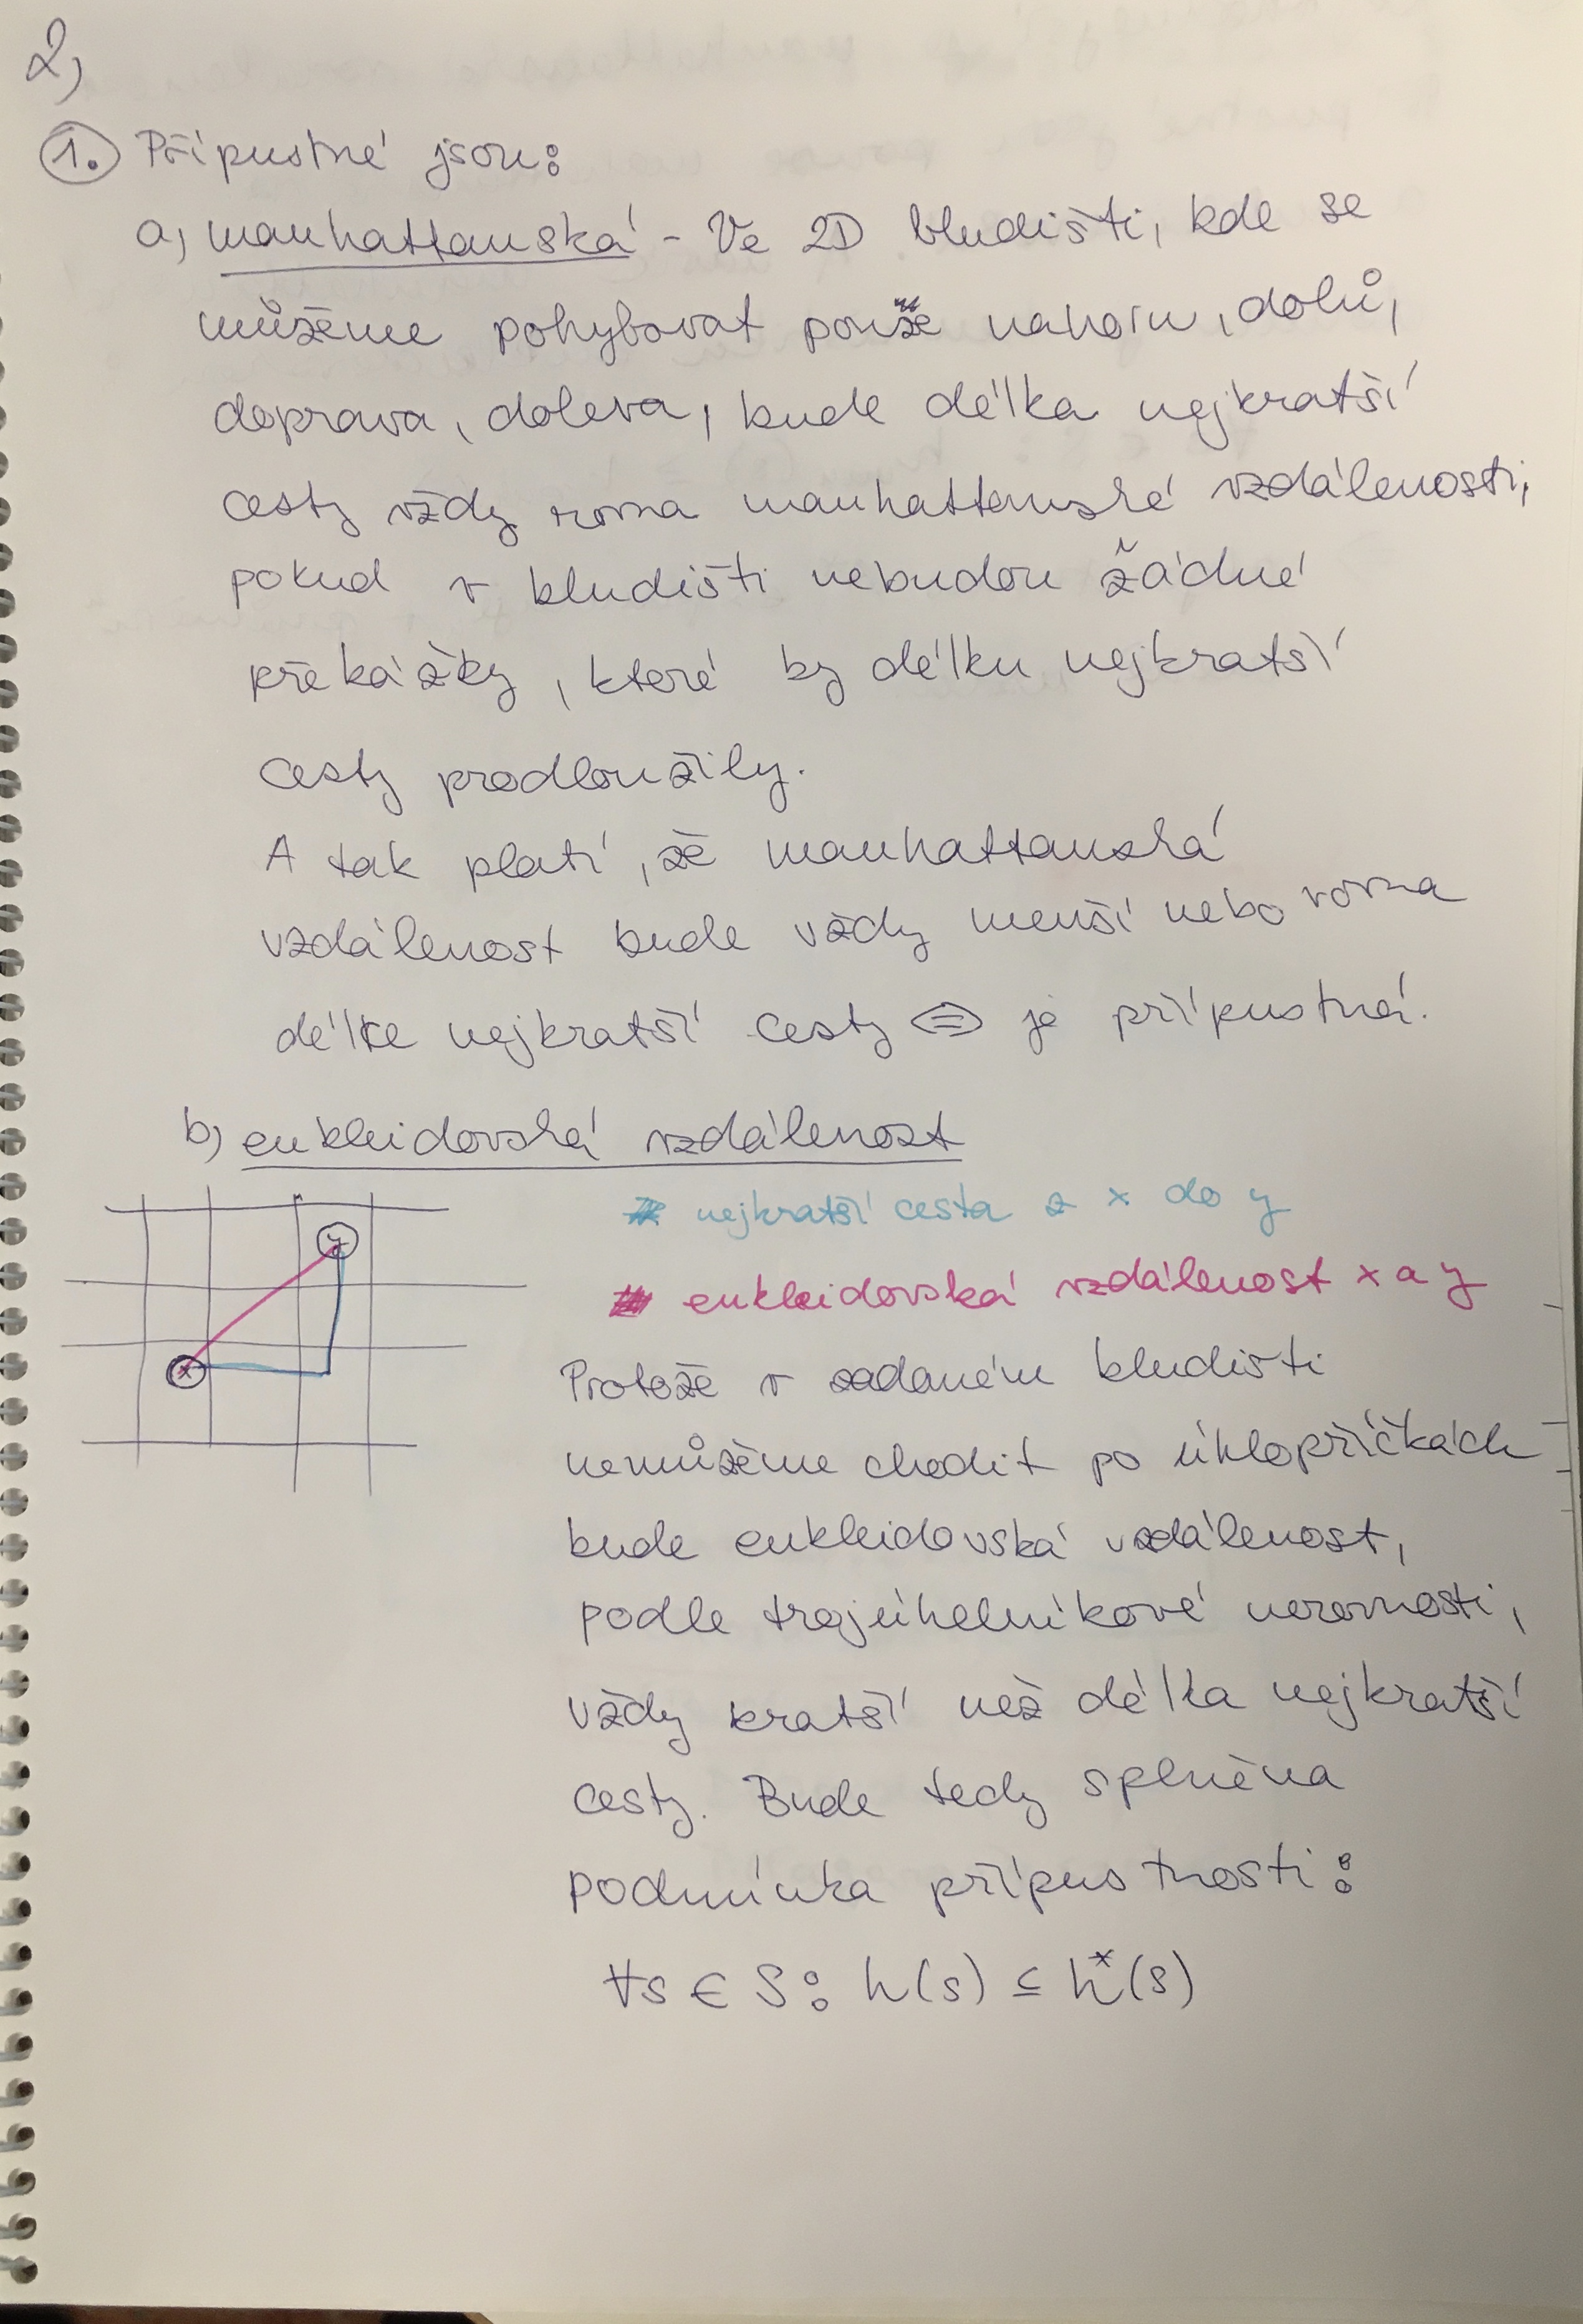 2)
1. Přípustné jsou:
a) manhattanská - Ve 2D bludišti, kde se
můžeme pohybovat pouze nahoru, dolů,
doprava, doleva, bude délka nejkratší
cesty vždy rovna manhattanské vzdálenosti,
pokud v bludišti nebudou žádné
překážky, které by délku nejkratší
cesty prodloužily.
A tak platí, že manhattanská
vzdálenost bude vždy menší nebo rovna
délce nejkratší cesty ⇔ je přípustná.
b) eukleidovská vzdálenost
nejkratší cesta z x do y
y
eukleidovská vzdálenost x a y
x
Protože v zadaném bludišti
nemůžeme chodit po úhlopříčkách
bude eukleidovská vzdálenost,
podle trojúhelníkové nerovnosti,
vždy kratší než délka nejkratší
cesty. Bude tedy splněna
podmínka přípustnosti:
∀s ∈ S: h(s) ≤ h*(s)